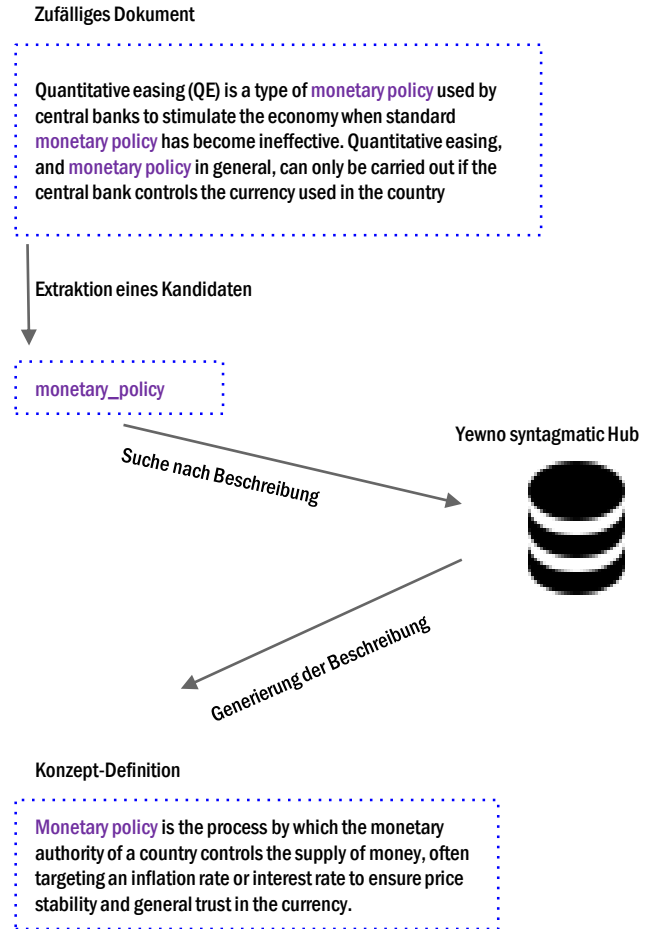 Zufälliges Dokument
Quantitative easing (QE) is a type of monetary policy used by
central banks to stimulate the economy when standard
monetary policy has become ineffective. Quantitative easing,
and monetary policy in general, can only be carried out if the
central bank controls the currency used in the country
Extraktion eines Kandidaten
monetary_policy
Yewno syntagmatic Hub
Suche nach Beschreibung
Generierung der Beschreibung
Konzept-Definition
Monetary policy is the process by which the monetary
authority of a country controls the supply of money, often
targeting an inflation rate or interest rate to ensure price
stability and general trust in the currency.